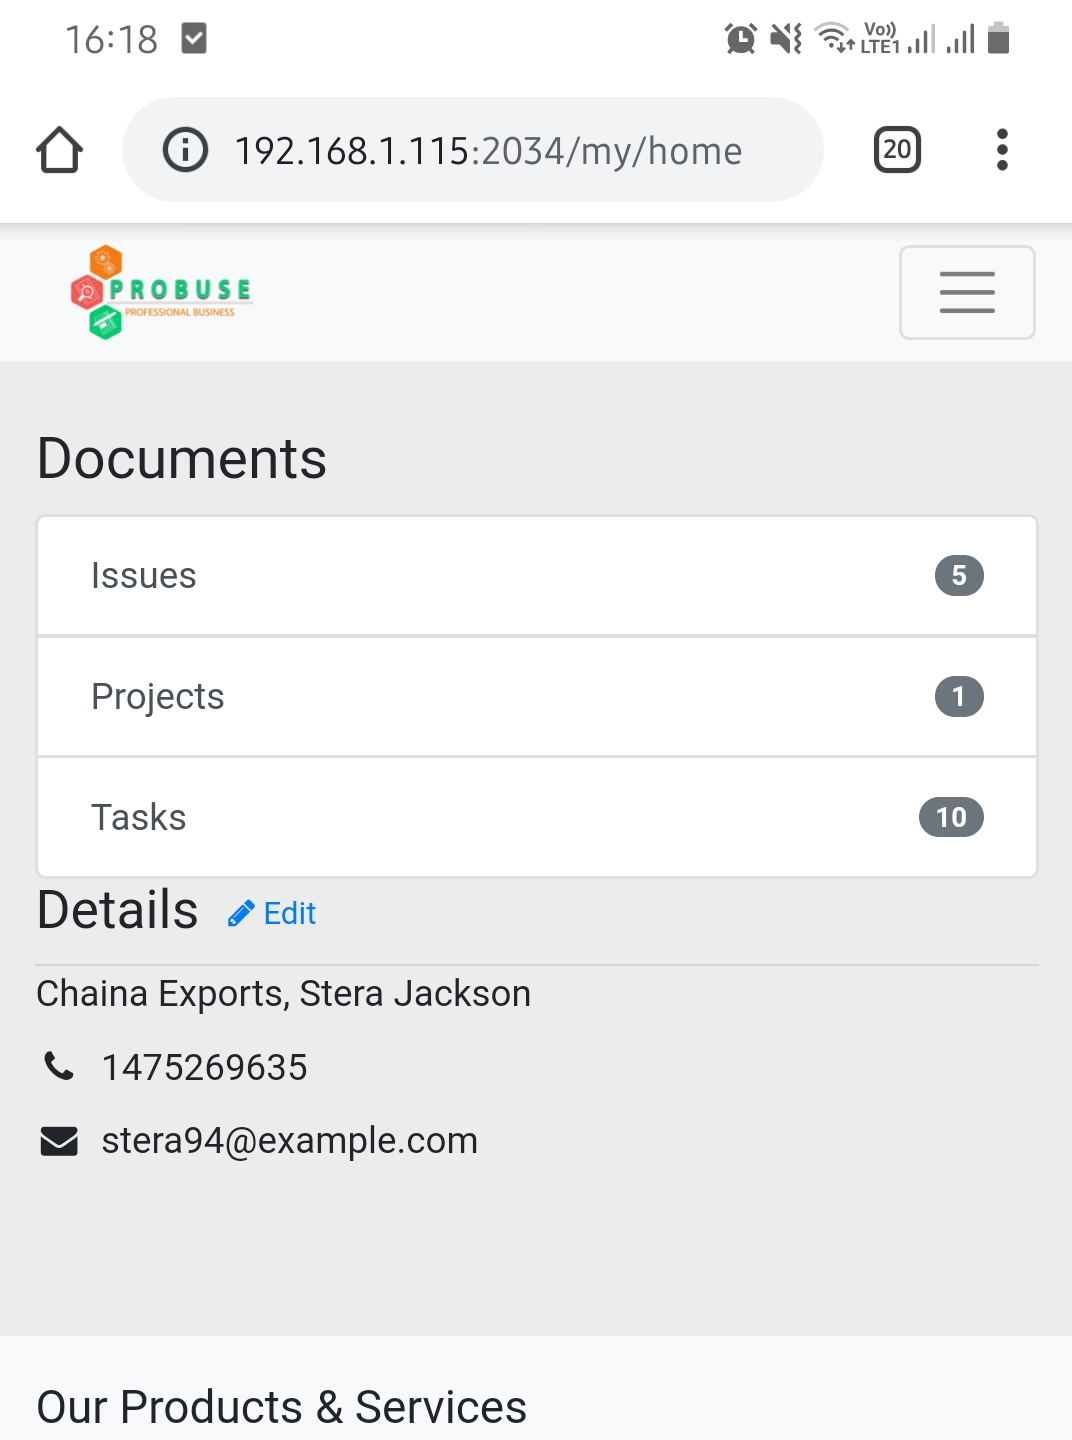 16:18
Vo)) LTE1
192.168.1.115:2034/my/home
20
PROBUSE
PROFESSIONAL BUSINESS
Documents
Issues 5
Projects 1
Tasks 10
Details Edit
Chaina Exports, Stera Jackson
1475269635
stera94@example.com
Our Products & Services